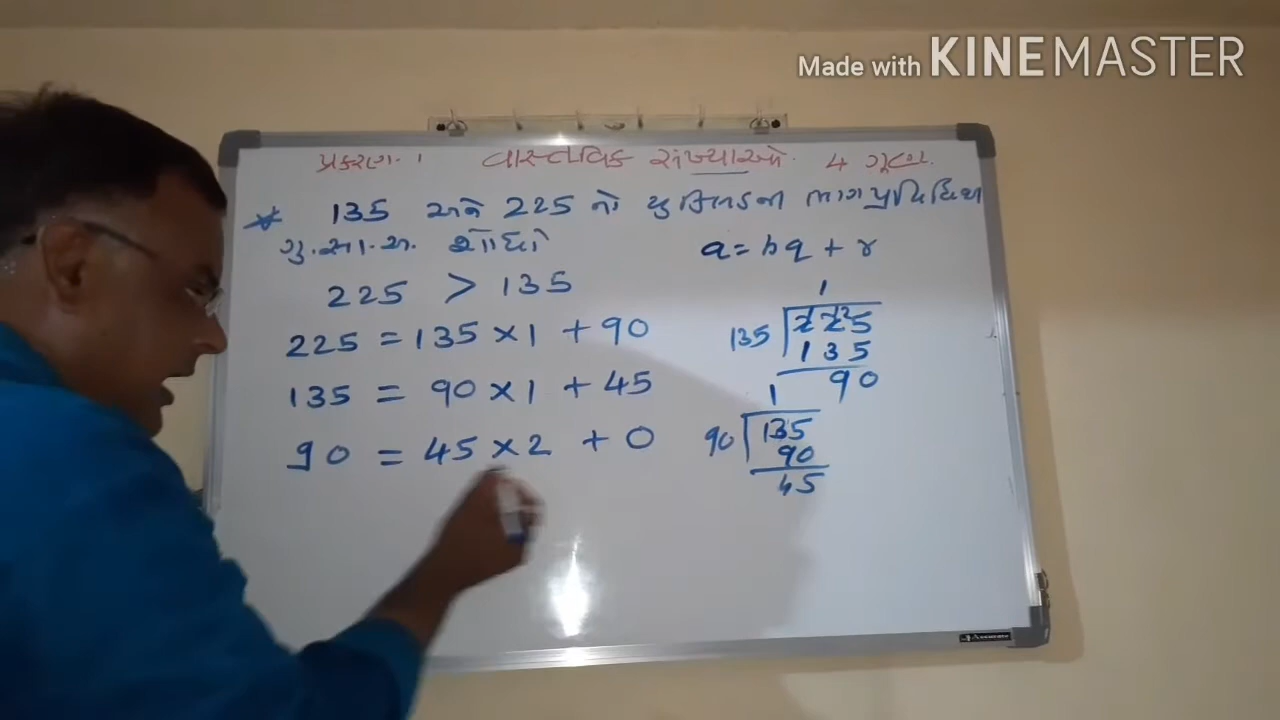 Made with KINEMASTER
પ્રકરણ. 1 વાસ્તવિક સંખ્યાઓ. 4 ગુણ.
* 135 અને 225 નો યુક્લિડની ભાગપ્રવિધિથી
ગુ.સા.અ. શોધો
a = bq + r
225 > 135
225 = 135 × 1 + 90
135 = 90 × 1 + 45
90 = 45 × 2 + 0
1
135 225
135
90
1
90 135
90
45